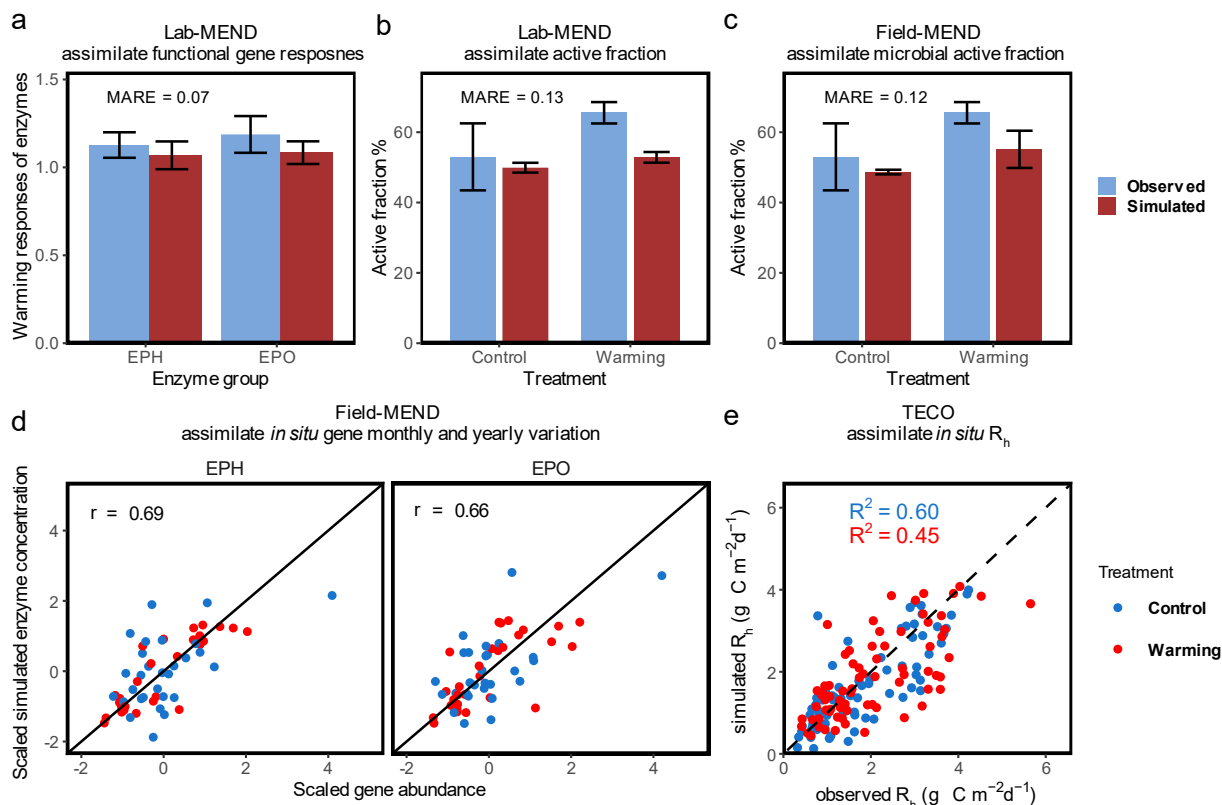 a
Lab-MEND
assimilate functional gene resposnes
MARE = 0.07
Warming responses of enzymes
1.5
1.0
0.5
0.0
EPH
EPO
Enzyme group
b
Lab-MEND
assimilate active fraction
MARE = 0.13
Active fraction %
60
40
20
0
Control
Warming
Treatment
c
Field-MEND
assimilate microbial active fraction
MARE = 0.12
Active fraction %
60
40
20
0
Control
Warming
Treatment
Observed
Simulated
d
Field-MEND
assimilate in situ gene monthly and yearly variation
EPH
r = 0.69
EPO
r = 0.66
Scaled simulated enzyme concentration
4
2
0
-2
-2
0
2
4
-2
0
2
4
Scaled gene abundance
e
TECO
assimilate in situ Rh
R² = 0.60
R² = 0.45
simulated Rh (g C m⁻²d⁻¹)
6
4
2
0
0
2
4
6
observed Rh (g C m⁻²d⁻¹)
Treatment
Control
Warming